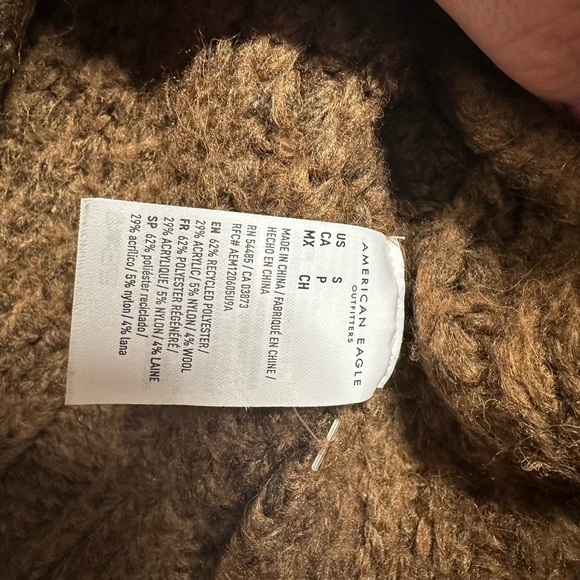 AMERICAN EAGLE
OUTFITTERS
US S
CA P
MX CH
MADE IN CHINA / FABRIQUÉ EN CHINE /
HECHO EN CHINA
RN 54485 / CA 03873
RFC# AEM120605U9A
EN 62% RECYCLED POLYESTER /
29% ACRYLIC / 5% NYLON / 4% WOOL
FR 62% POLYESTER RÉGÉNÉRÉ /
29% ACRYLIQUE / 5% NYLON / 4% LAINE
SP 62% poliéster reciclado /
29% acrílico / 5% nylon / 4% lana